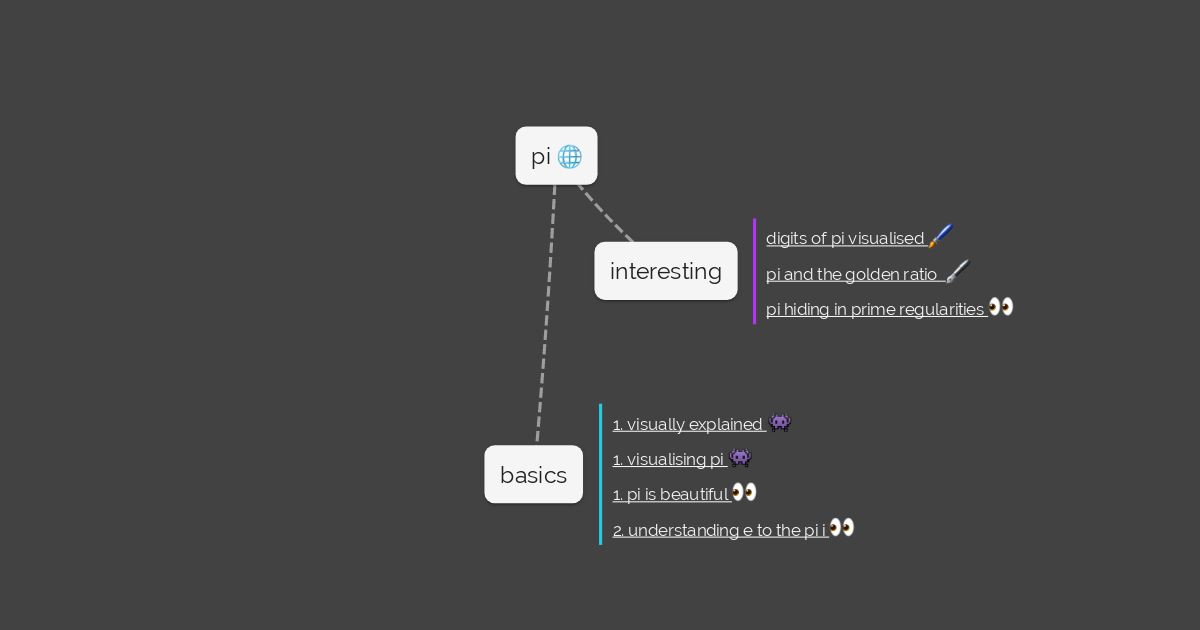 pi 🌐
interesting
digits of pi visualised 🖌️
pi and the golden ratio 🖋️
pi hiding in prime regularities 👀
basics
1. visually explained 👾
1. visualising pi 👾
1. pi is beautiful 👀
2. understanding e to the pi i 👀